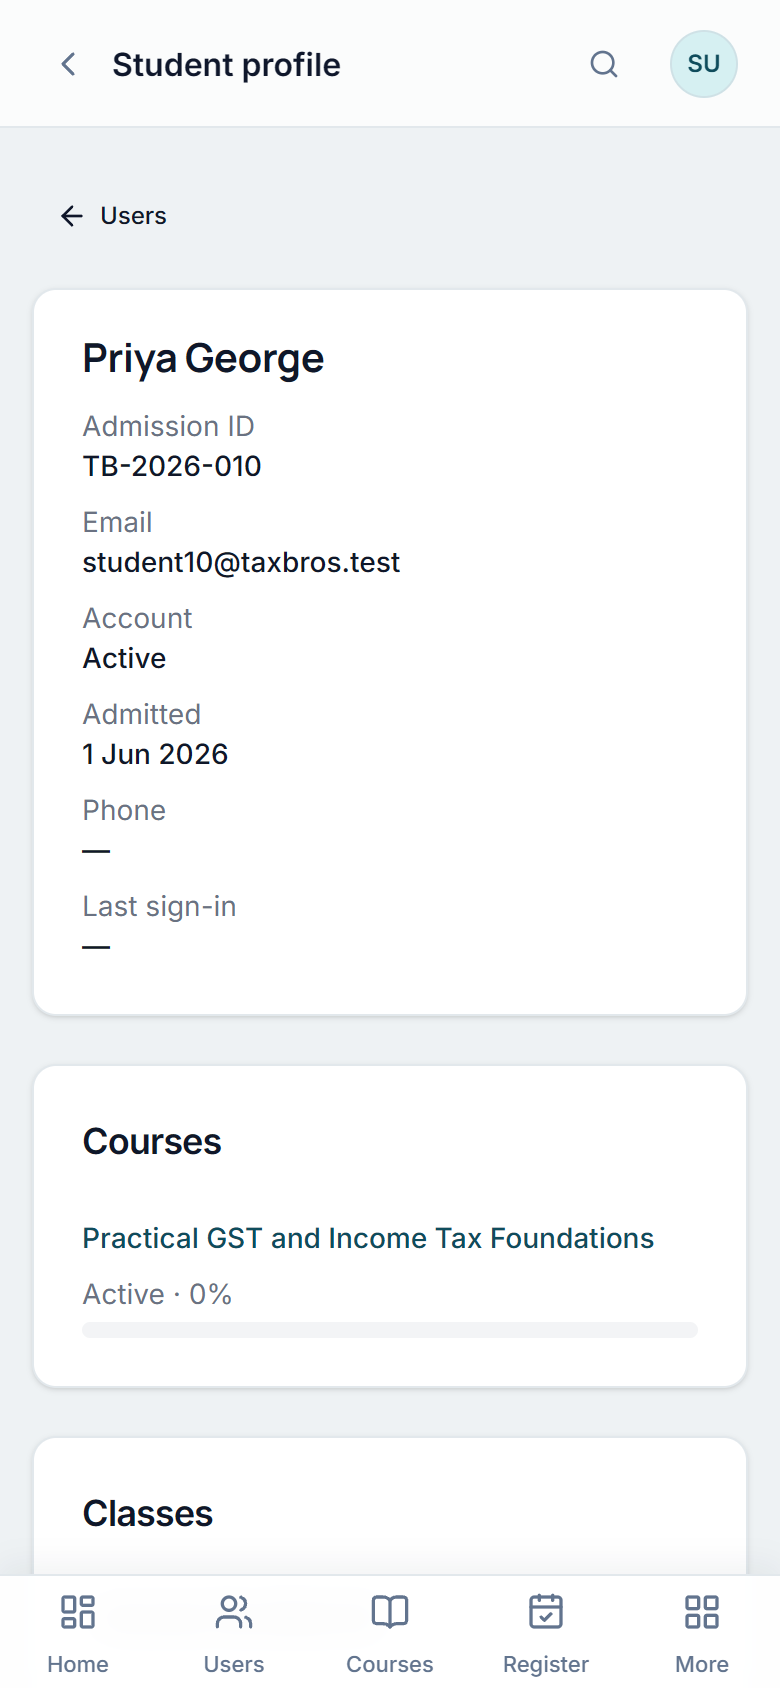 Student profile
SU
Users
Priya George
Admission ID
TB-2026-010
Email
student10@taxbros.test
Account
Active
Admitted
1 Jun 2026
Phone
—
Last sign-in
—
Courses
Practical GST and Income Tax Foundations
Active · 0%
Classes
Home
Users
Courses
Register
More